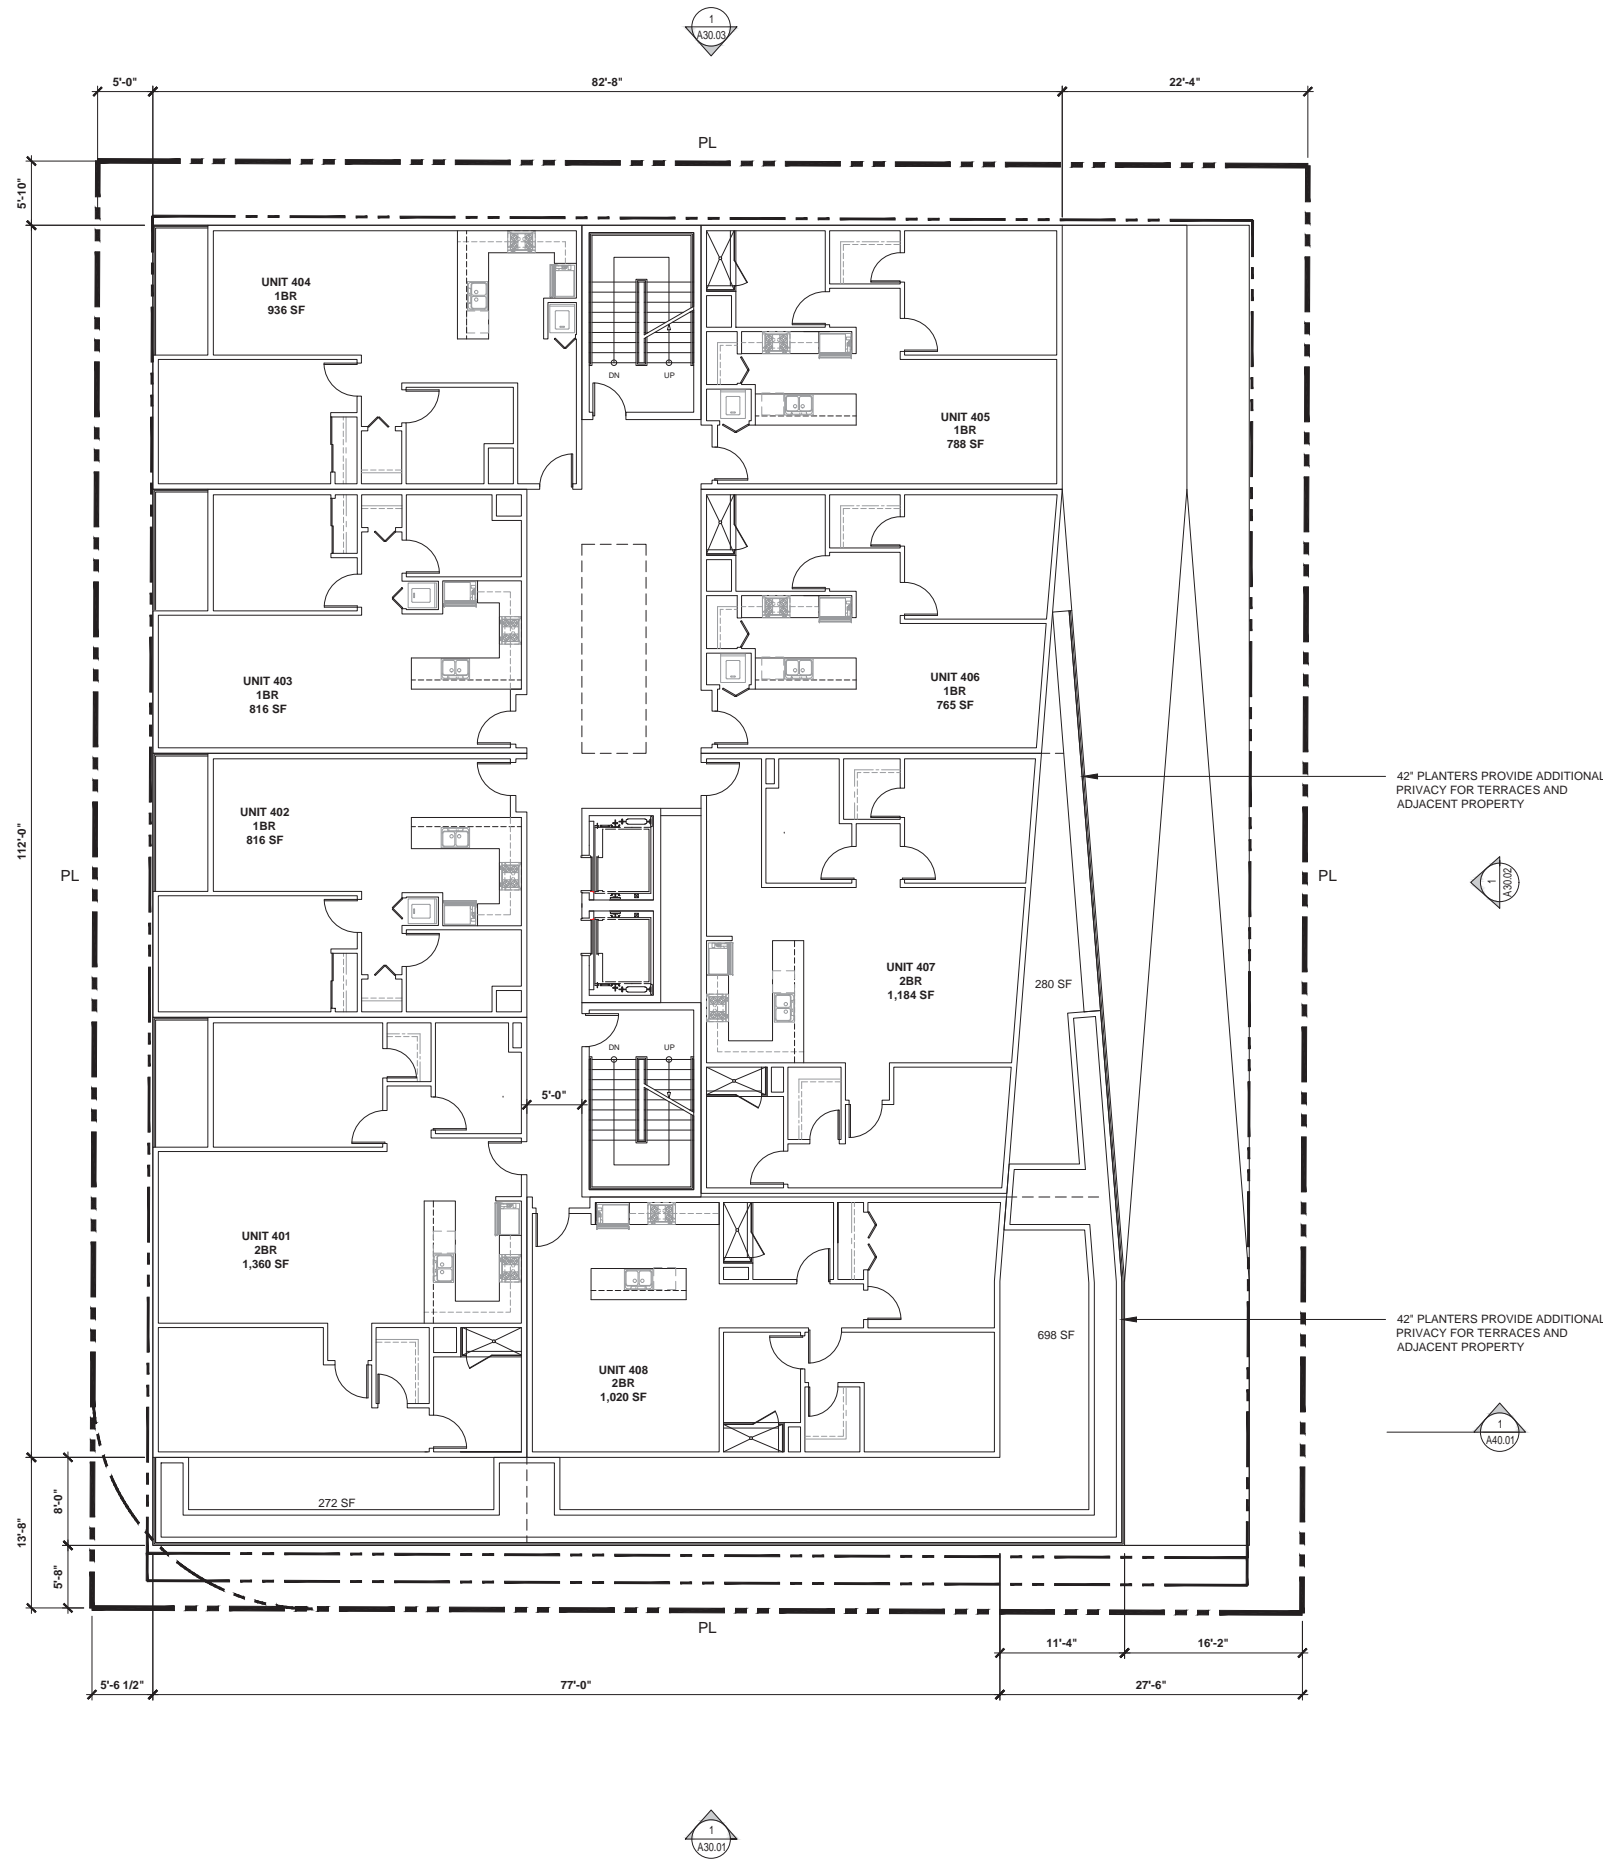 1
A30.03
5'-0"
82'-8"
22'-4"
PL
5'-10"
UNIT 404
1BR
936 SF
DN
UP
UNIT 405
1BR
788 SF
UNIT 403
1BR
816 SF
UNIT 406
1BR
765 SF
42" PLANTERS PROVIDE ADDITIONAL
PRIVACY FOR TERRACES AND
ADJACENT PROPERTY
UNIT 402
1BR
816 SF
112'-0"
PL
PL
1
A30.02
UNIT 407
2BR
1,184 SF
280 SF
DN
UP
5'-0"
UNIT 401
2BR
1,360 SF
42" PLANTERS PROVIDE ADDITIONAL
PRIVACY FOR TERRACES AND
ADJACENT PROPERTY
698 SF
UNIT 408
2BR
1,020 SF
1
A40.01
272 SF
8'-0"
13'-8"
5'-8"
PL
11'-4"
16'-2"
5'-6 1/2"
77'-0"
27'-6"
1
A30.01